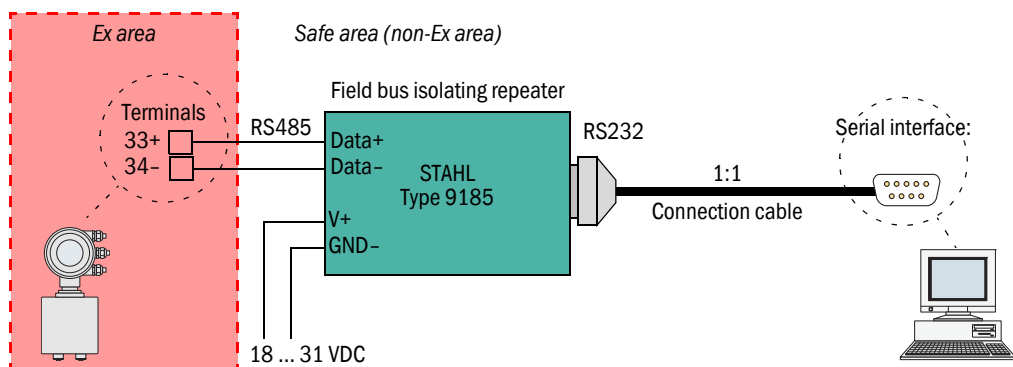 Ex area
Safe area (non-Ex area)
Field bus isolating repeater
Terminals
33+
34–
RS485
Data+
Data–
STAHL
Type 9185
V+
GND–
RS232
1:1
Connection cable
Serial interface:
18 ... 31 VDC